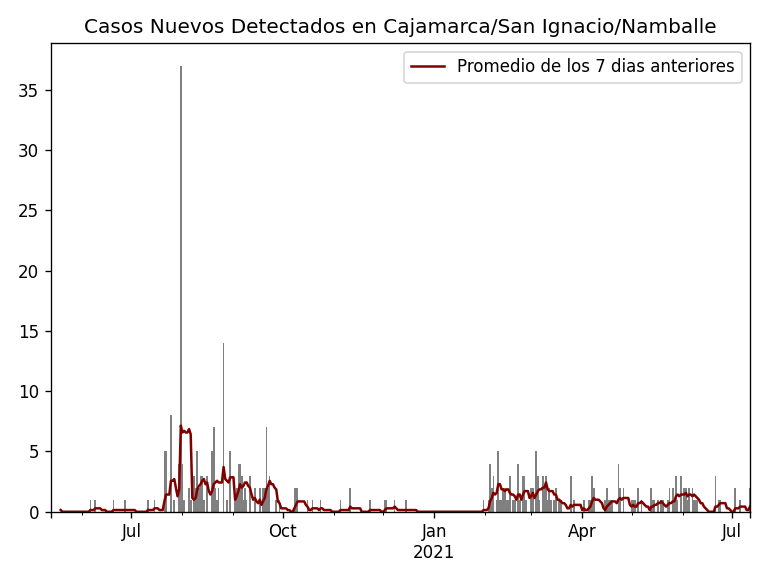 Casos Nuevos Detectados en Cajamarca/San Ignacio/Namballe
Promedio de los 7 dias anteriores
35
30
25
20
15
10
5
0
Jul
Oct
Jan
Apr
Jul
2021